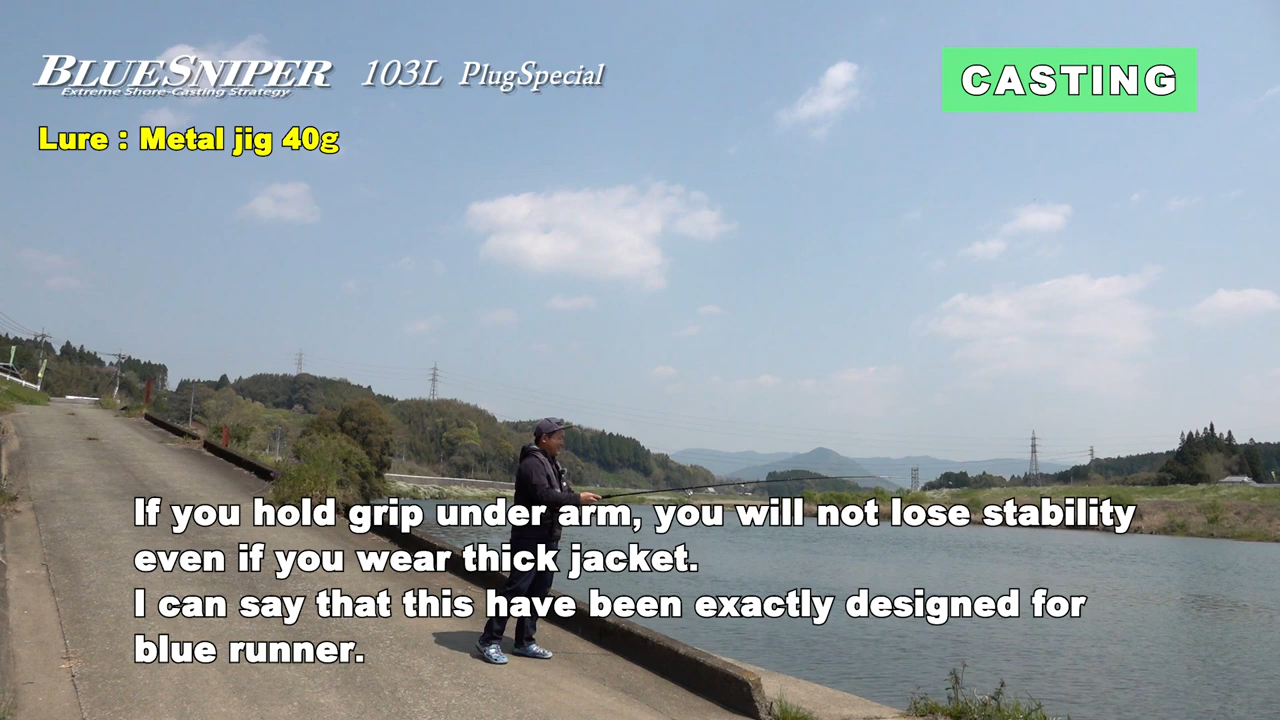 BLUESNIPER 103L PlugSpecial
Extreme Shore-Casting Strategy
CASTING
Lure : Metal jig 40g
If you hold grip under arm, you will not lose stability
even if you wear thick jacket.
I can say that this have been exactly designed for
blue runner.